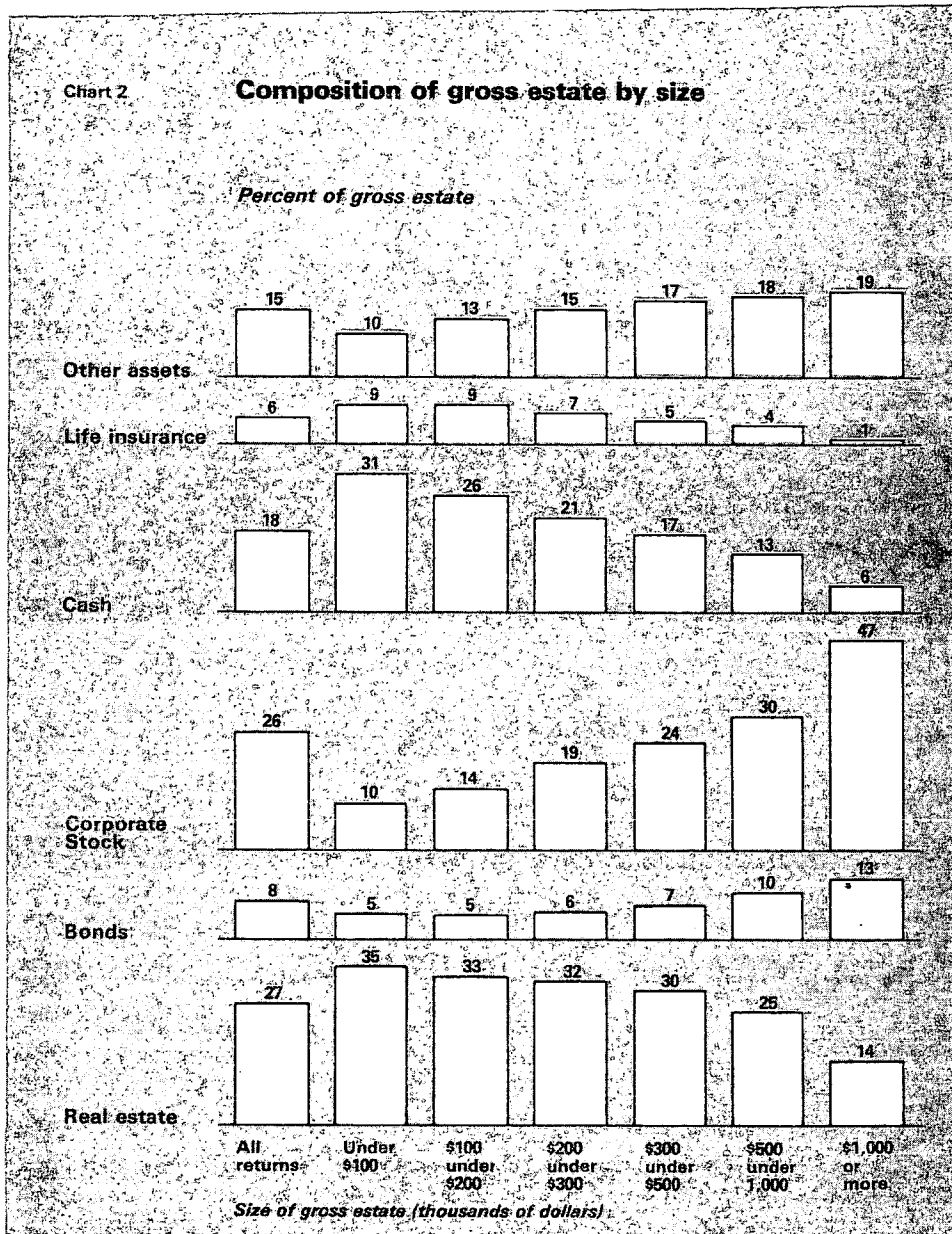 Chart 2
Composition of gross estate by size
Percent of gross estate
15 10 13 15 17 18 19
Other assets
6 9 9 7 5 4 1
Life insurance
18 31 26 21 17 13 6
Cash
26 10 14 19 24 30 47
Corporate
Stock
8 5 5 6 7 10 13
Bonds
27 35 33 32 30 25 14
Real estate
All
returns
Under
$100
$100
under
$200
$200
under
$300
$300
under
$500
$500
under
1,000
$1,000
or
more
Size of gross estate (thousands of dollars)